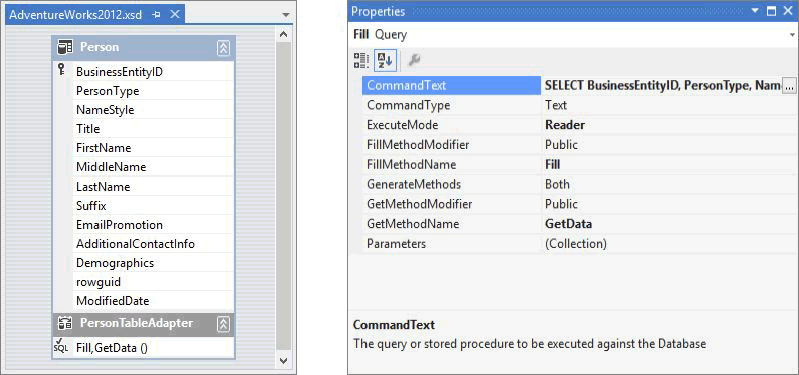 AdventureWorks2012.xsd
Person
BusinessEntityID
PersonType
NameStyle
Title
FirstName
MiddleName
LastName
Suffix
EmailPromotion
AdditionalContactInfo
Demographics
rowguid
ModifiedDate
PersonTableAdapter
SQL Fill,GetData ()
Properties
Fill Query
CommandText SELECT BusinessEntityID, PersonType, Nam ...
CommandType Text
ExecuteMode Reader
FillMethodModifier Public
FillMethodName Fill
GenerateMethods Both
GetMethodModifier Public
GetMethodName GetData
Parameters (Collection)
CommandText
The query or stored procedure to be executed against the Database